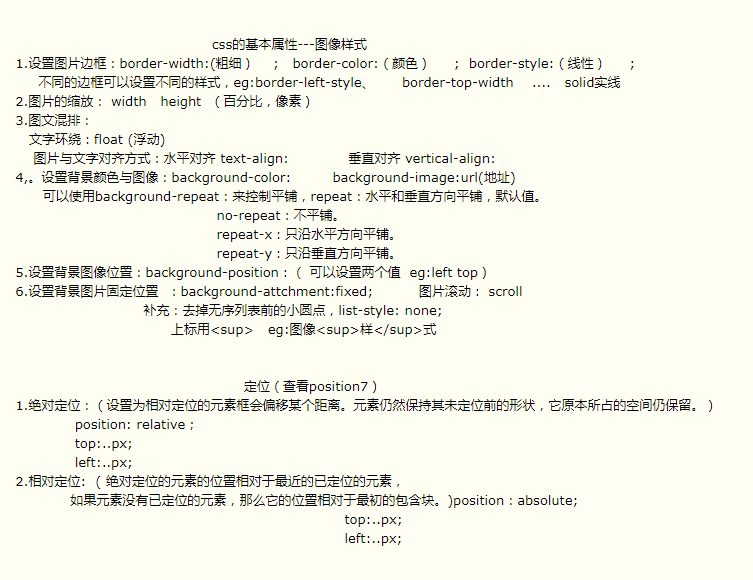 css的基本属性---图像样式
1.设置图片边框：border-width:(粗细） ； border-color:（颜色） ；border-style:（线性） ；
不同的边框可以设置不同的样式，eg:border-left-style、 border-top-width .... solid实线
2.图片的缩放： width height （百分比，像素）
3.图文混排：
文字环绕：float (浮动)
图片与文字对齐方式：水平对齐 text-align: 垂直对齐 vertical-align:
4,。设置背景颜色与图像：background-color: background-image:url(地址)
可以使用background-repeat：来控制平铺，repeat：水平和垂直方向平铺，默认值。
no-repeat：不平铺。
repeat-x：只沿水平方向平铺。
repeat-y：只沿垂直方向平铺。
5.设置背景图像位置：background-position：（ 可以设置两个值 eg:left top）
6.设置背景图片固定位置 ：background-attchment:fixed; 图片滚动： scroll
补充：去掉无序列表前的小圆点，list-style: none;
上标用<sup> eg:图像<sup>样</sup>式
定位（查看position7）
1.绝对定位：（设置为相对定位的元素框会偏移某个距离。元素仍然保持其未定位前的形状，它原本所占的空间仍保留。）
position: relative；
top:..px;
left:..px;
2.相对定位: （ 绝对定位的元素的位置相对于最近的已定位的元素，
如果元素没有已定位的元素，那么它的位置相对于最初的包含块。)position：absolute;
top:..px;
left:..px;